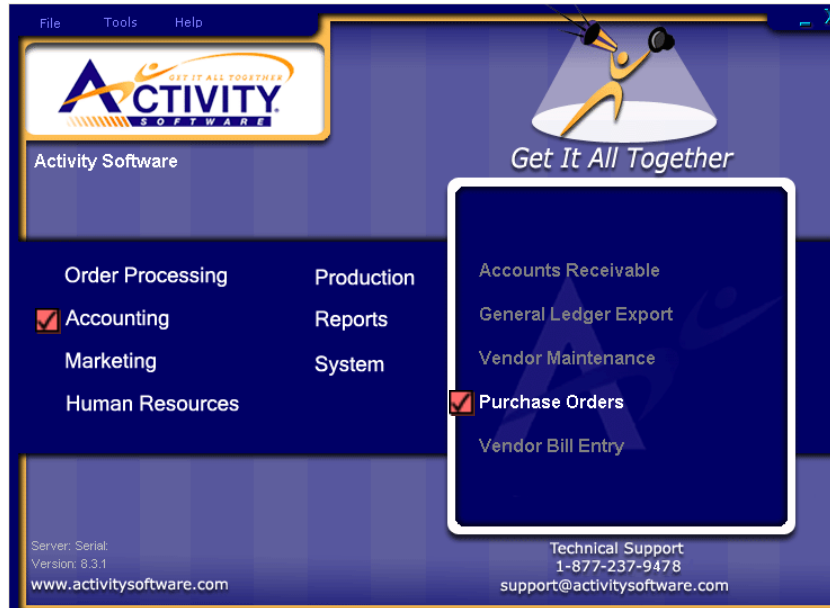 File Tools Help
GET IT ALL TOGETHER
ACTIVITY.
SOFTWARE
Activity Software
Get It All Together
Order Processing
Accounting
Marketing
Human Resources
Production
Reports
System
Accounts Receivable
General Ledger Export
Vendor Maintenance
Purchase Orders
Vendor Bill Entry
Server: Serial:
Version: 8.3.1
www.activitysoftware.com
Technical Support
1-877-237-9478
support@activitysoftware.com